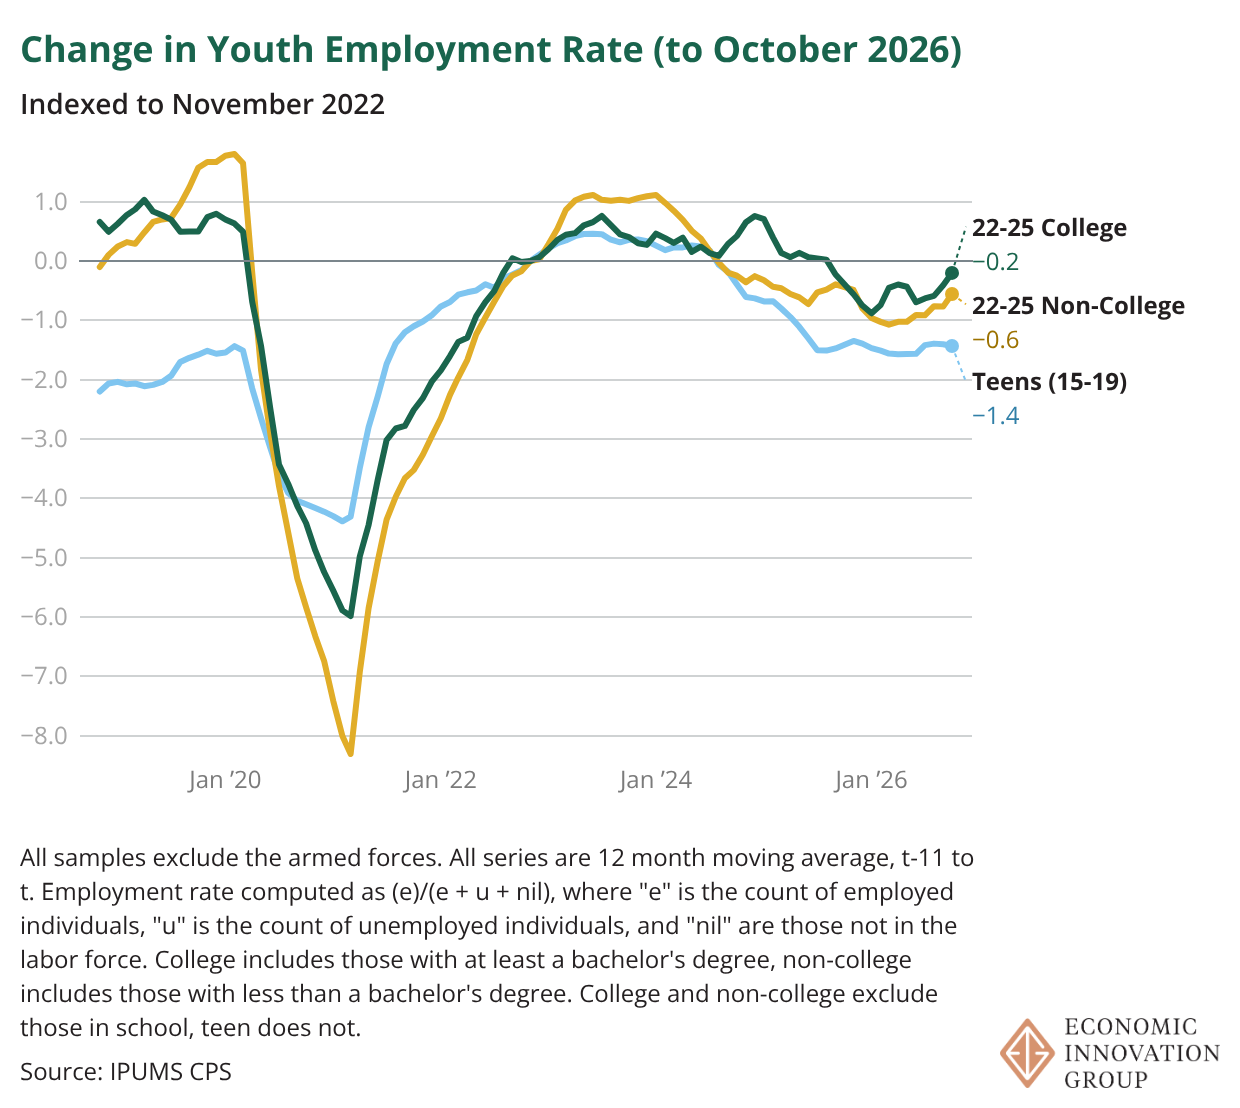 Change in Youth Employment Rate (to October 2026)
Indexed to November 2022
1.0
0.0
−1.0
−2.0
−3.0
−4.0
−5.0
−6.0
−7.0
−8.0
22-25 College
−0.2
22-25 Non-College
−0.6
Teens (15-19)
−1.4
Jan ’20
Jan ’22
Jan ’24
Jan ’26
All samples exclude the armed forces. All series are 12 month moving average, t-11 to
t. Employment rate computed as (e)/(e + u + nil), where "e" is the count of employed
individuals, "u" is the count of unemployed individuals, and "nil" are those not in the
labor force. College includes those with at least a bachelor's degree, non-college
includes those with less than a bachelor's degree. College and non-college exclude
those in school, teen does not.
Source: IPUMS CPS
ECONOMIC
INNOVATION
GROUP